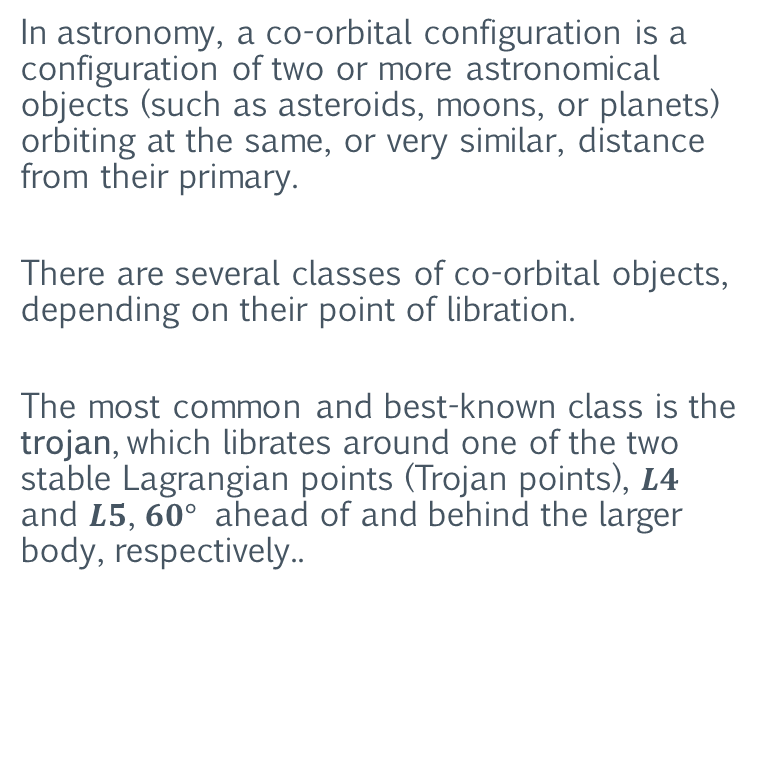 In astronomy, a co-orbital configuration is a
configuration of two or more astronomical
objects (such as asteroids, moons, or planets)
orbiting at the same, or very similar, distance
from their primary.
There are several classes of co-orbital objects,
depending on their point of libration.
The most common and best-known class is the
trojan, which librates around one of the two
stable Lagrangian points (Trojan points), L4
and L5, 60° ahead of and behind the larger
body, respectively..